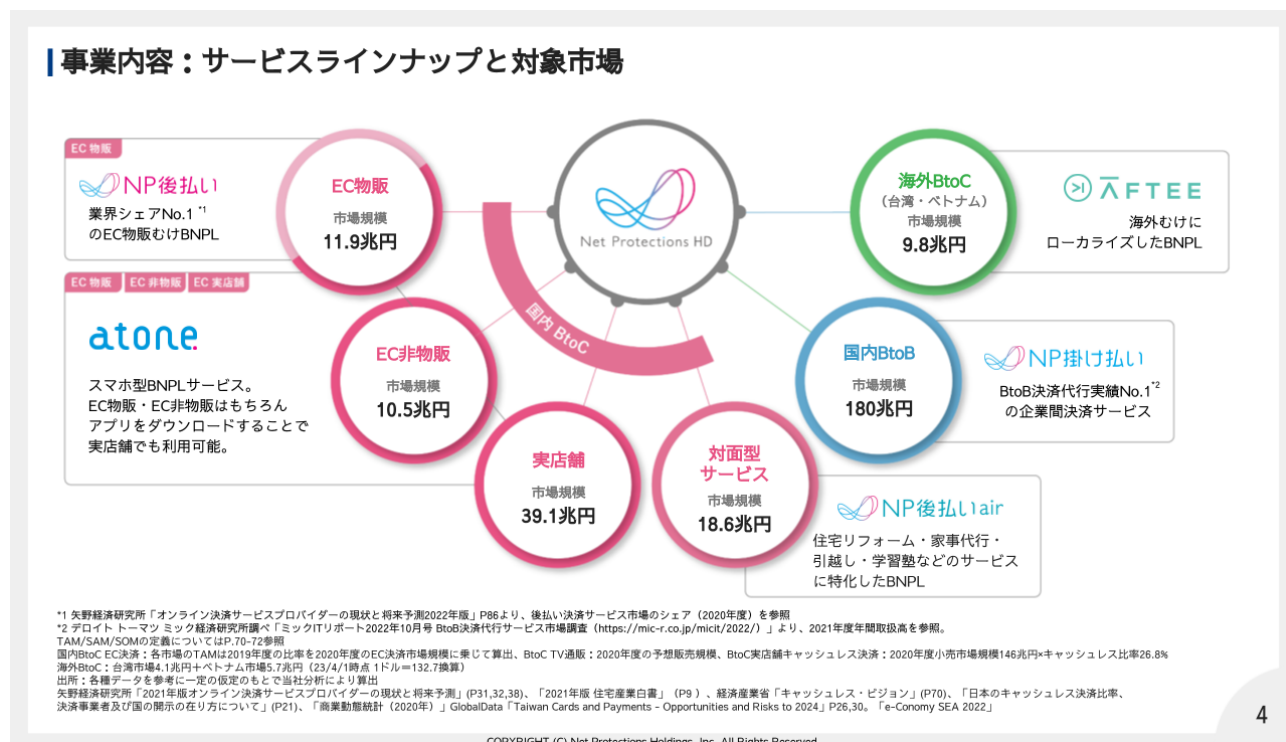 事業内容：サービスラインナップと対象市場
EC 物販
NP後払い
業界シェアNo.1 *1
のEC物販むけBNPL
EC 物販 EC 非物販 EC 実店舗
atone
スマホ型BNPLサービス。
EC物販・EC非物販はもちろん
アプリをダウンロードすることで
実店舗でも利用可能。
EC物販
市場規模
11.9兆円
EC非物販
市場規模
10.5兆円
実店舗
市場規模
39.1兆円
対面型
サービス
市場規模
18.6兆円
国内 BtoC
Net Protections HD
海外BtoC
（台湾・ベトナム）
市場規模
9.8兆円
AFTEE
海外むけに
ローカライズしたBNPL
国内BtoB
市場規模
180兆円
NP掛け払い
BtoB決済代行実績No.1 *2
の企業間決済サービス
NP後払いair
住宅リフォーム・家事代行・
引越し・学習塾などのサービス
に特化したBNPL
*1 矢野経済研究所「オンライン決済サービスプロバイダーの現状と将来予測2022年版」P86より、後払い決済サービス市場のシェア（2020年度）を参照
*2 デロイト トーマツ ミック経済研究所調べ「ミックITリポート2022年10月号 BtoB決済代行サービス市場調査（https://mic-r.co.jp/micit/2022/）」より、2021年度年間取扱高を参照。
TAM/SAM/SOMの定義についてはP.70-72参照
国内BtoC EC決済：各市場のTAMは2019年度の比率を2020年度のEC決済市場規模に乗じて算出、BtoC TV通販：2020年度の予想販売規模、BtoC実店舗キャッシュレス決済：2020年度小売市場規模146兆円×キャッシュレス比率26.8%
海外BtoC：台湾市場4.1兆円＋ベトナム市場5.7兆円（23/4/1時点 1ドル＝132.7換算）
出所：各種データを参考に一定の仮定のもとで当社分析により算出
矢野経済研究所「2021年版オンライン決済サービスプロバイダーの現状と将来予測」(P31,32,38)、「2021年版 住宅産業白書」（P9 ）、経済産業省「キャッシュレス・ビジョン」(P70)、「日本のキャッシュレス決済比率、
決済事業者及び国の開示の在り方について」(P21)、「商業動態統計（2020年）」GlobalData「Taiwan Cards and Payments - Opportunities and Risks to 2024」P26,30。「e-Conomy SEA 2022」
4
COPYRIGHT (C) Net Protections Holdings, Inc. All Rights Reserved